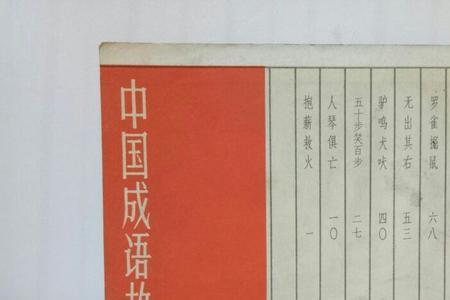 中国成语故
抱薪救火 一
人琴俱亡 一〇
五十步笑百步 二七
驴鸣犬吠 四〇
无出其右 五三
罗雀掘鼠 六八